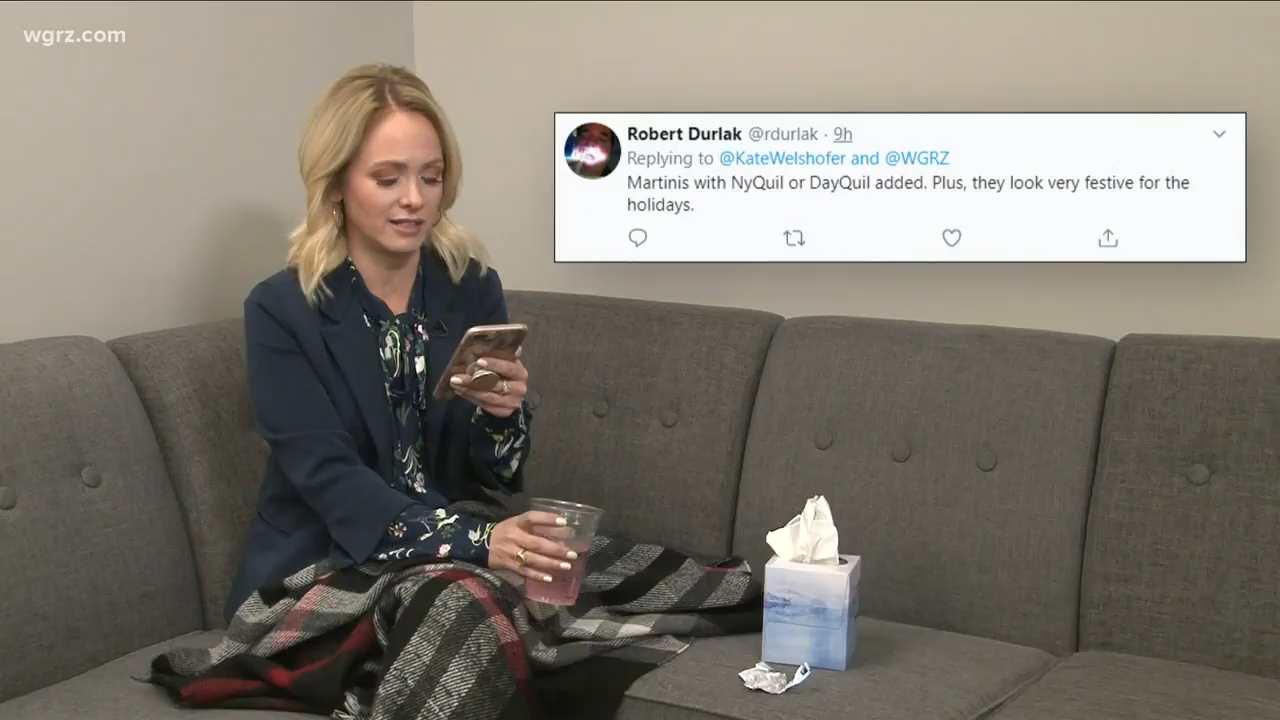 wgrz.com
Robert Durlak @rdurlak · 9h
Replying to @KateWelshofer and @WGRZ
Martinis with NyQuil or DayQuil added. Plus, they look very festive for the
holidays.